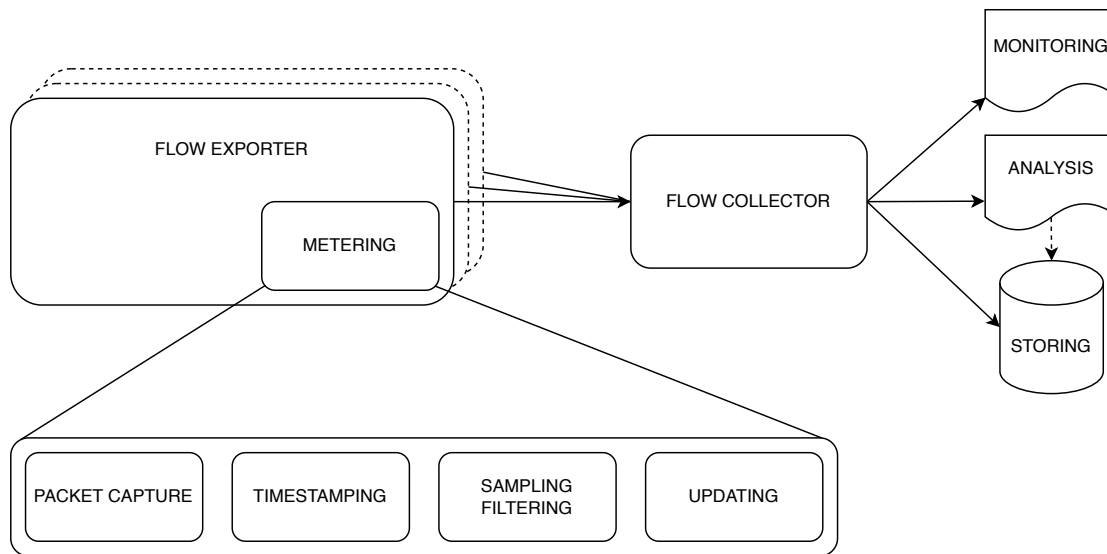 MONITORING
FLOW EXPORTER
ANALYSIS
FLOW COLLECTOR
METERING
STORING
PACKET CAPTURE
TIMESTAMPING
SAMPLING
FILTERING
UPDATING